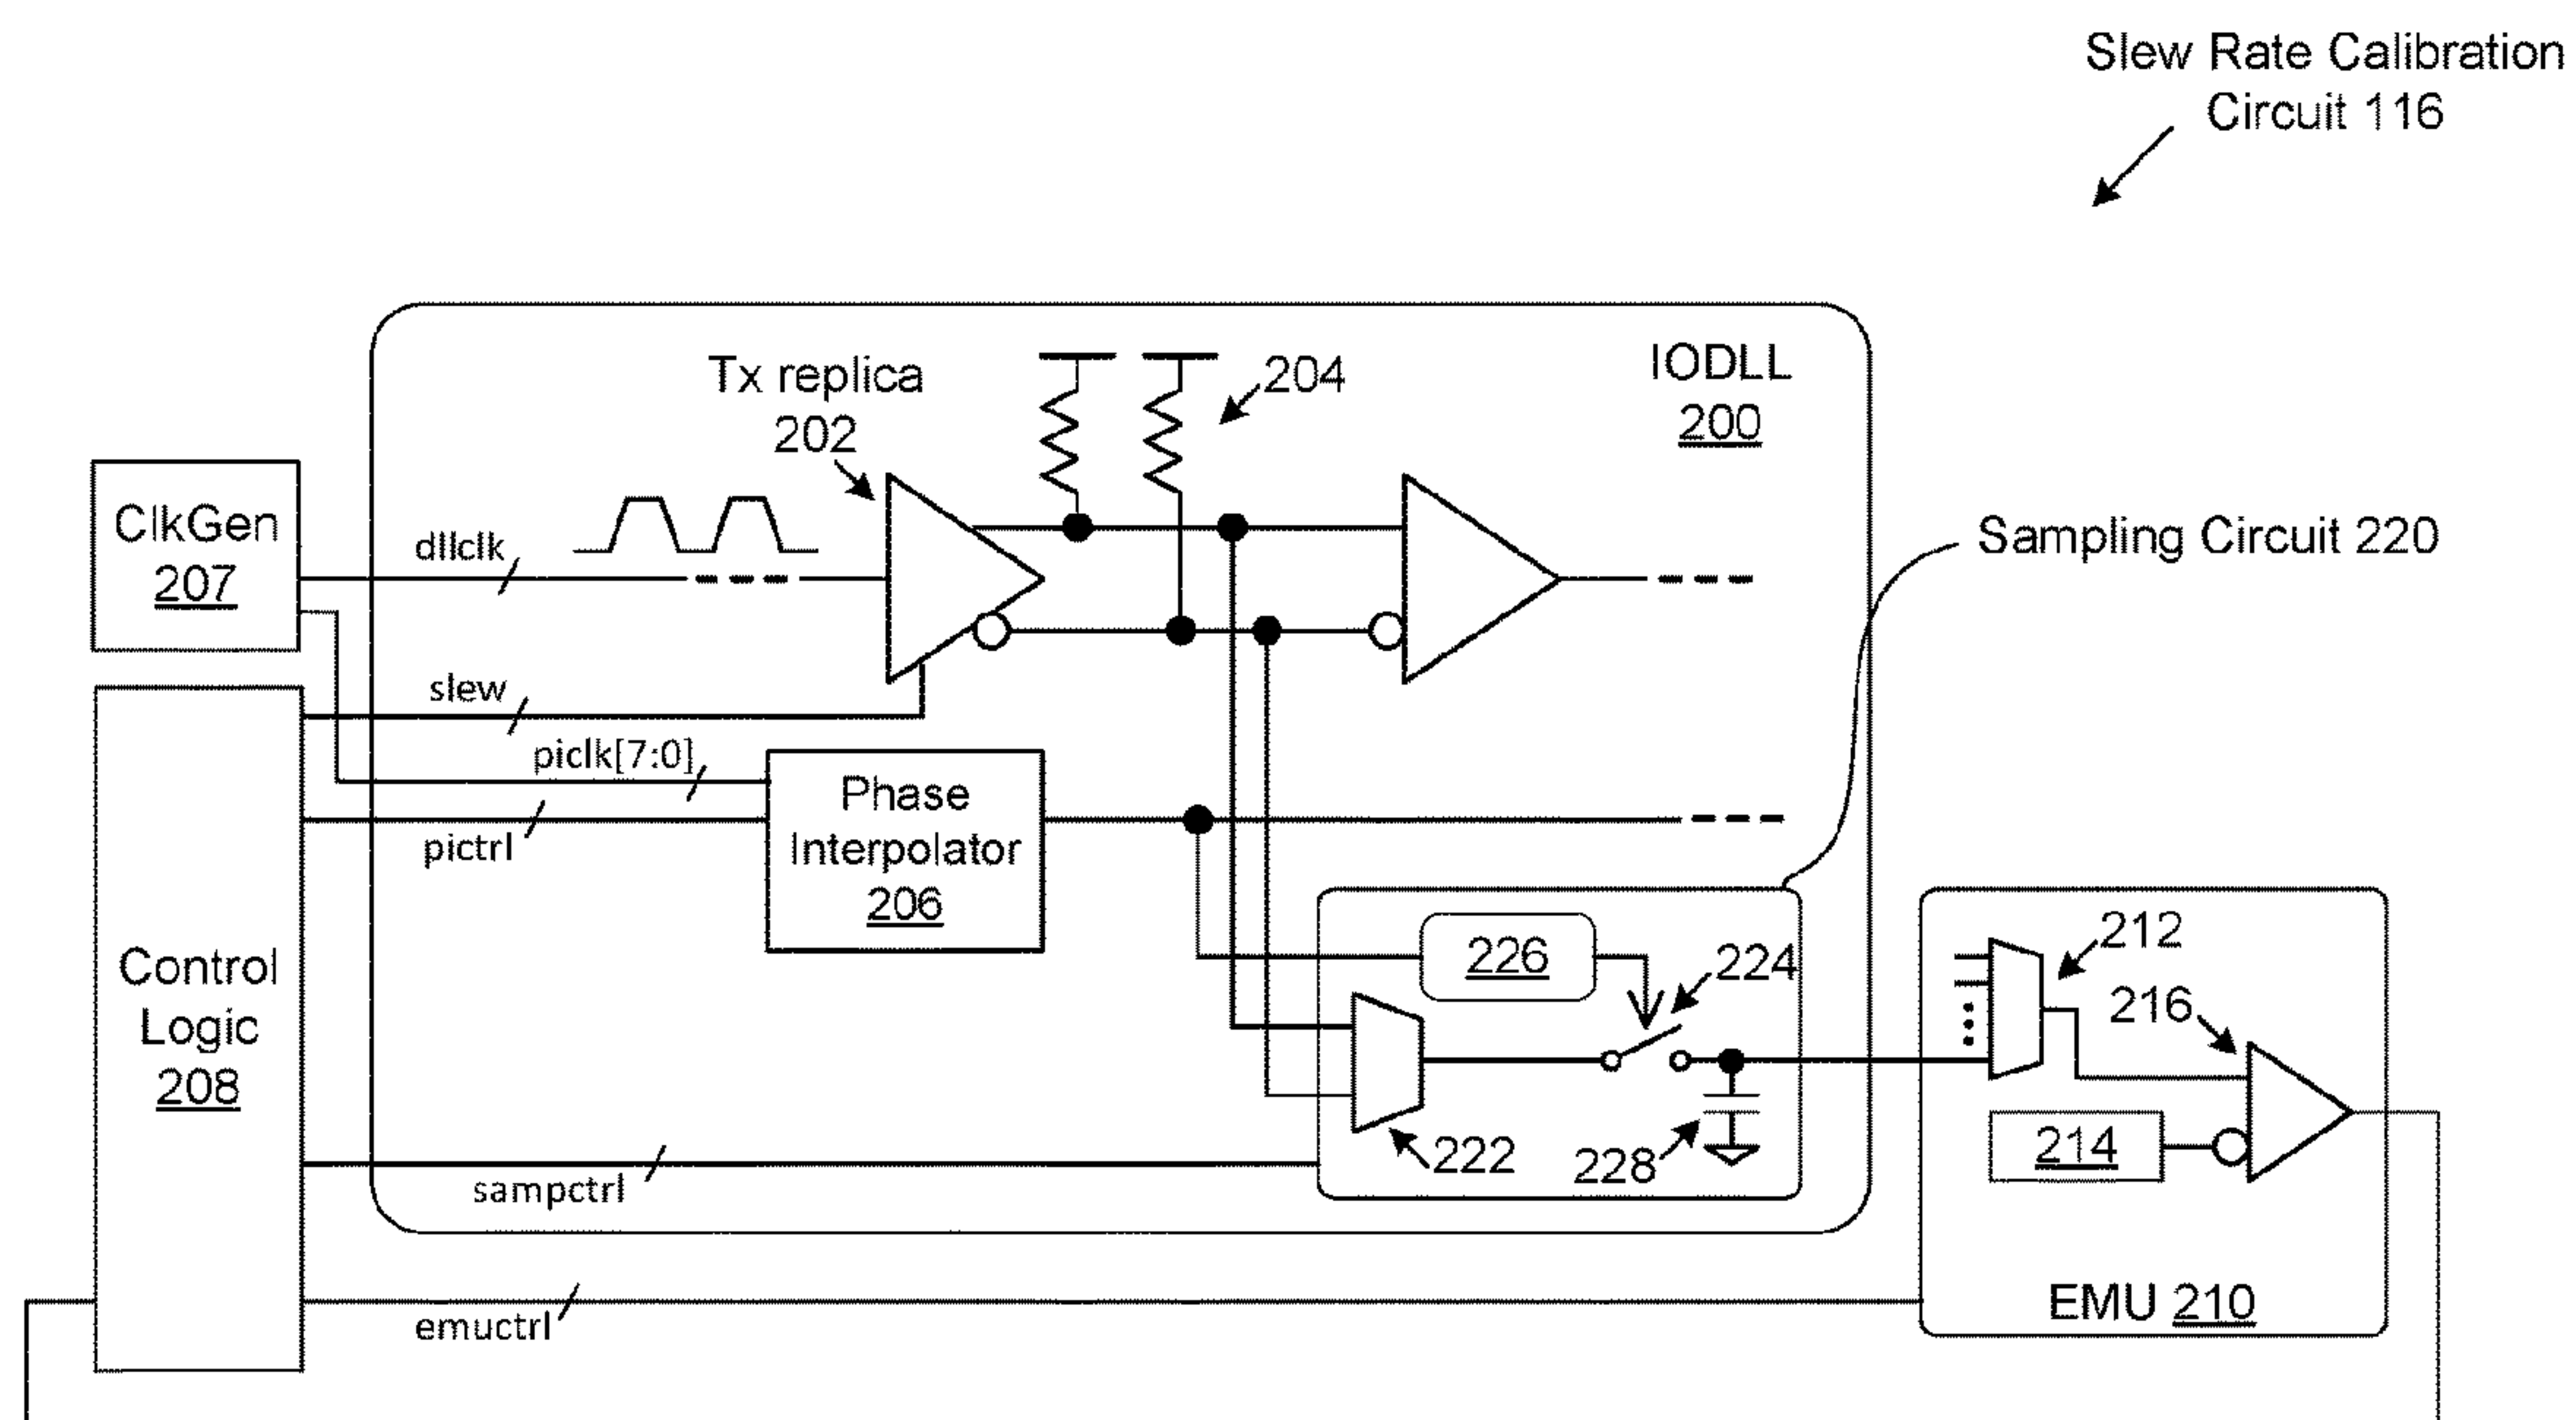 Slew Rate Calibration
Circuit 116
IODLL
200
Tx replica
202
204
ClkGen
207
dllclk
Sampling Circuit 220
slew
piclk[7:0]
pictrl
Phase
Interpolator
206
Control
Logic
208
226
224
212
216
222
228
214
sampctrl
emuctrl
EMU 210